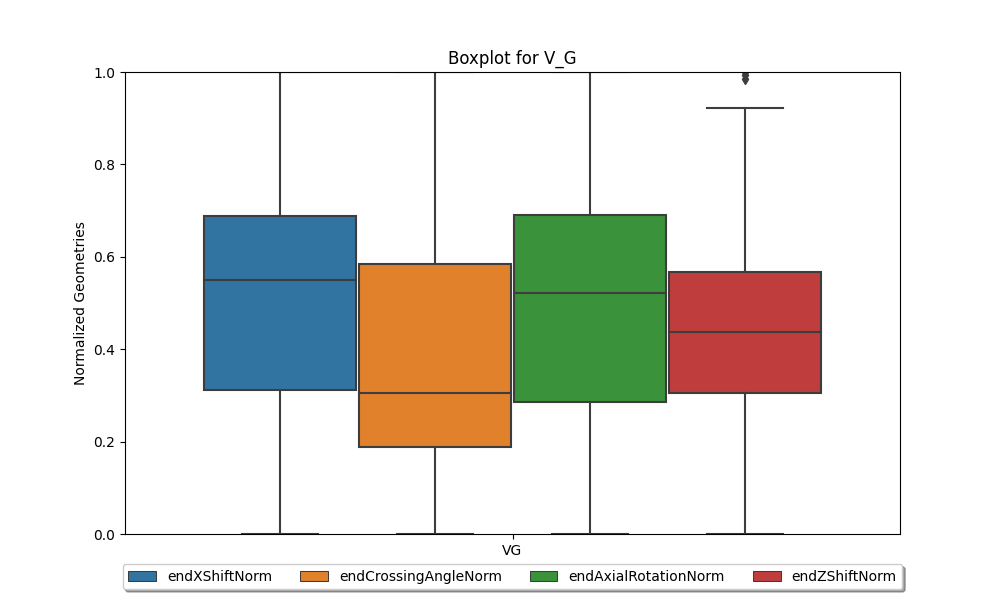 Boxplot for V_G
Normalized Geometries
1.0
0.8
0.6
0.4
0.2
0.0
VG
endXShiftNorm endCrossingAngleNorm endAxialRotationNorm endZShiftNorm